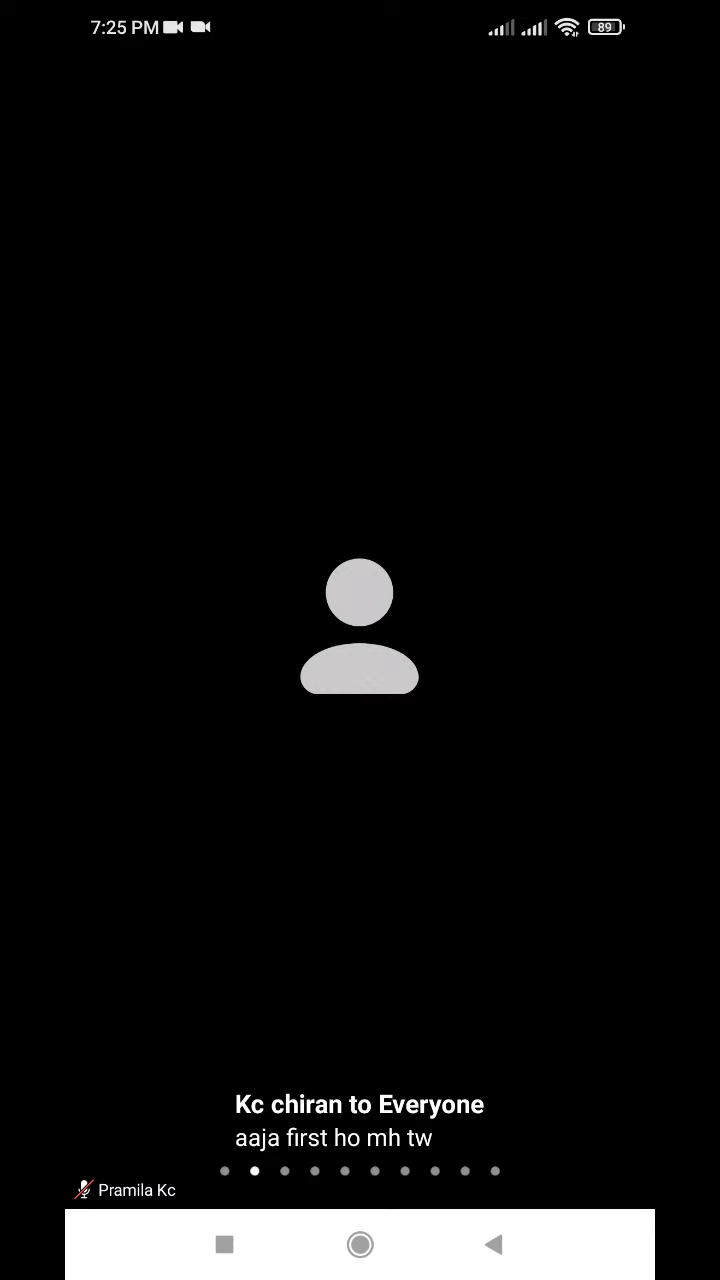 7:25 PM
89
Kc chiran to Everyone
aaja first ho mh tw
Pramila Kc